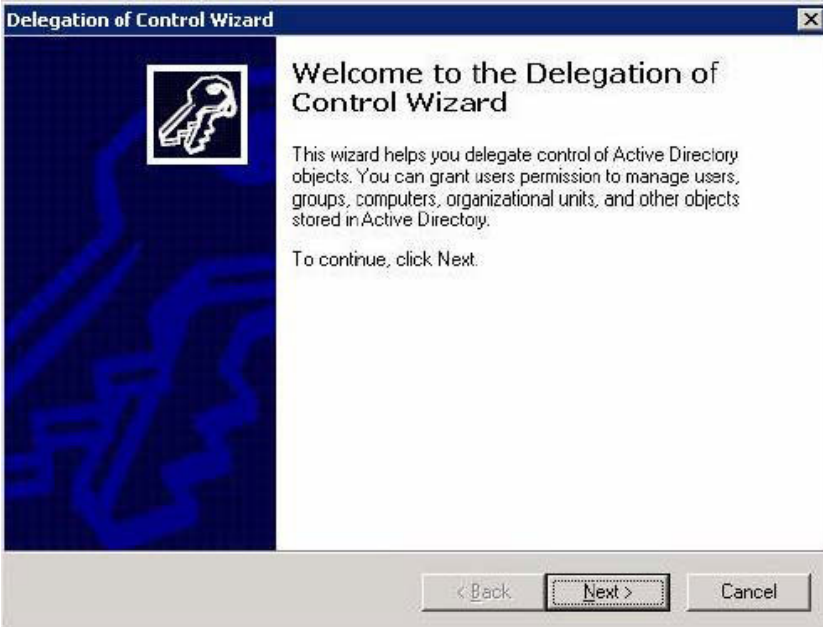 Delegation of Control Wizard
Welcome to the Delegation of
Control Wizard
This wizard helps you delegate control of Active Directory
objects. You can grant users permission to manage users,
groups, computers, organizational units, and other objects
stored in Active Directory.
To continue, click Next.
< Back
Next >
Cancel